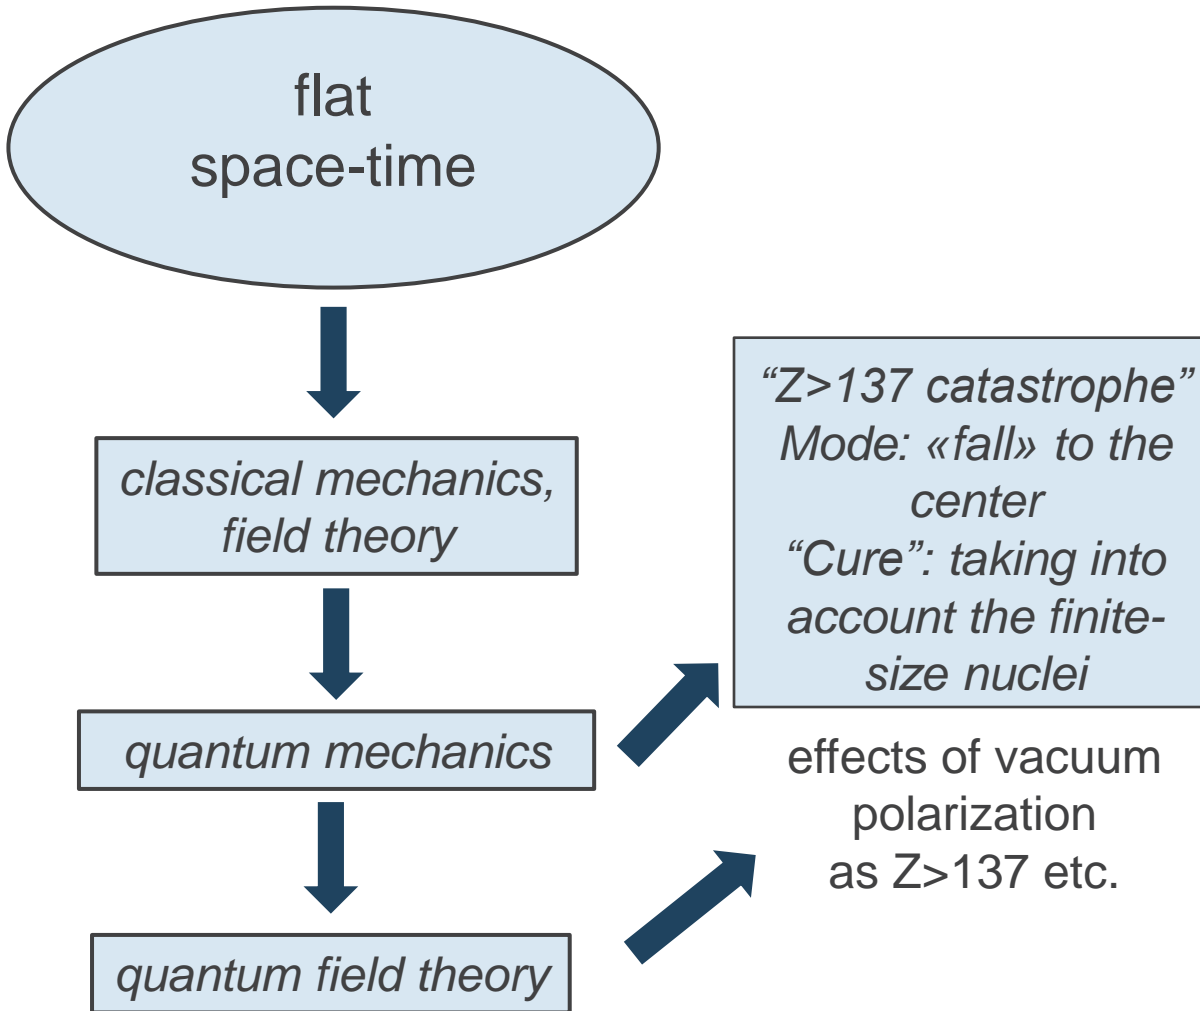 flat
space-time
classical mechanics,
field theory
quantum mechanics
quantum field theory
“Z>137 catastrophe”
Mode: «fall» to the
center
“Cure”: taking into
account the finite-
size nuclei
effects of vacuum
polarization
as Z>137 etc.